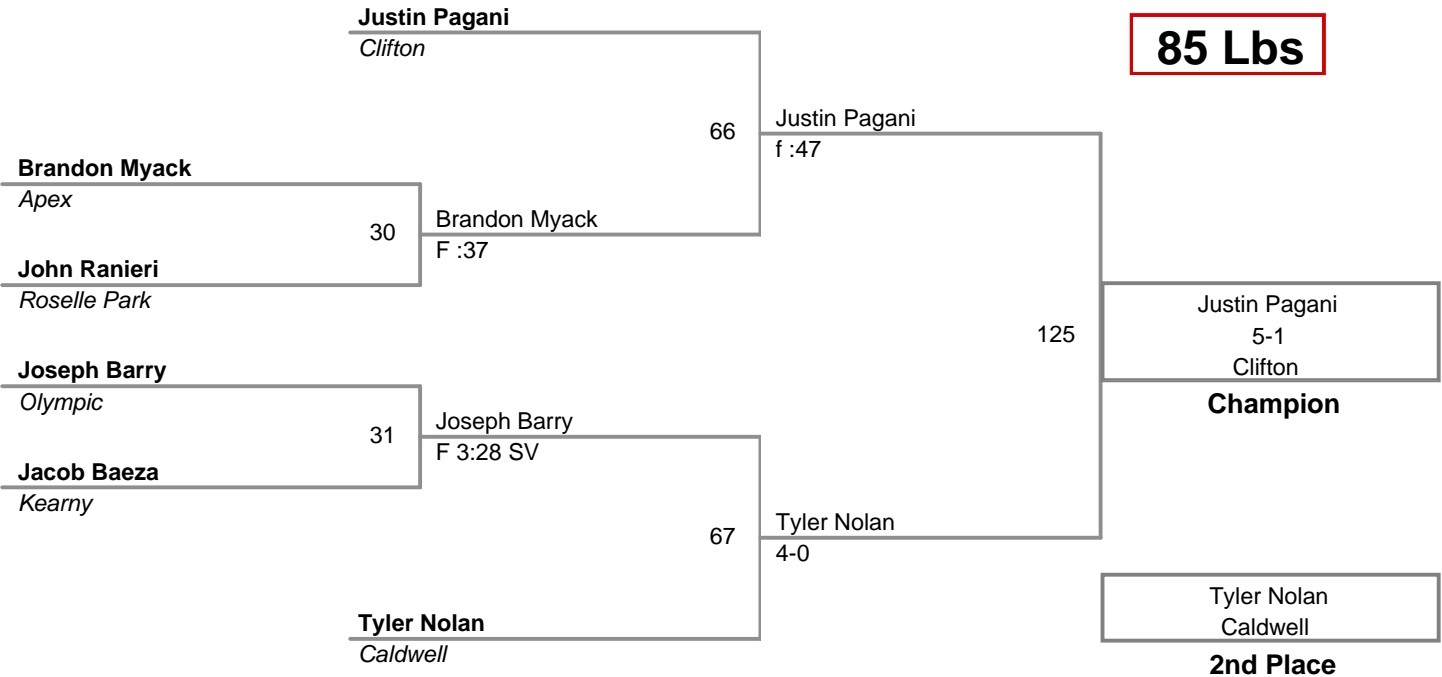 Justin Pagani
Clifton
85 Lbs
66
Justin Pagani
f :47
Brandon Myack
Apex
30
Brandon Myack
F :37
John Ranieri
Roselle Park
125
Justin Pagani
5-1
Clifton
Champion
Joseph Barry
Olympic
31
Joseph Barry
F 3:28 SV
Jacob Baeza
Kearny
67
Tyler Nolan
4-0
Tyler Nolan
Caldwell
Tyler Nolan
Caldwell
2nd Place